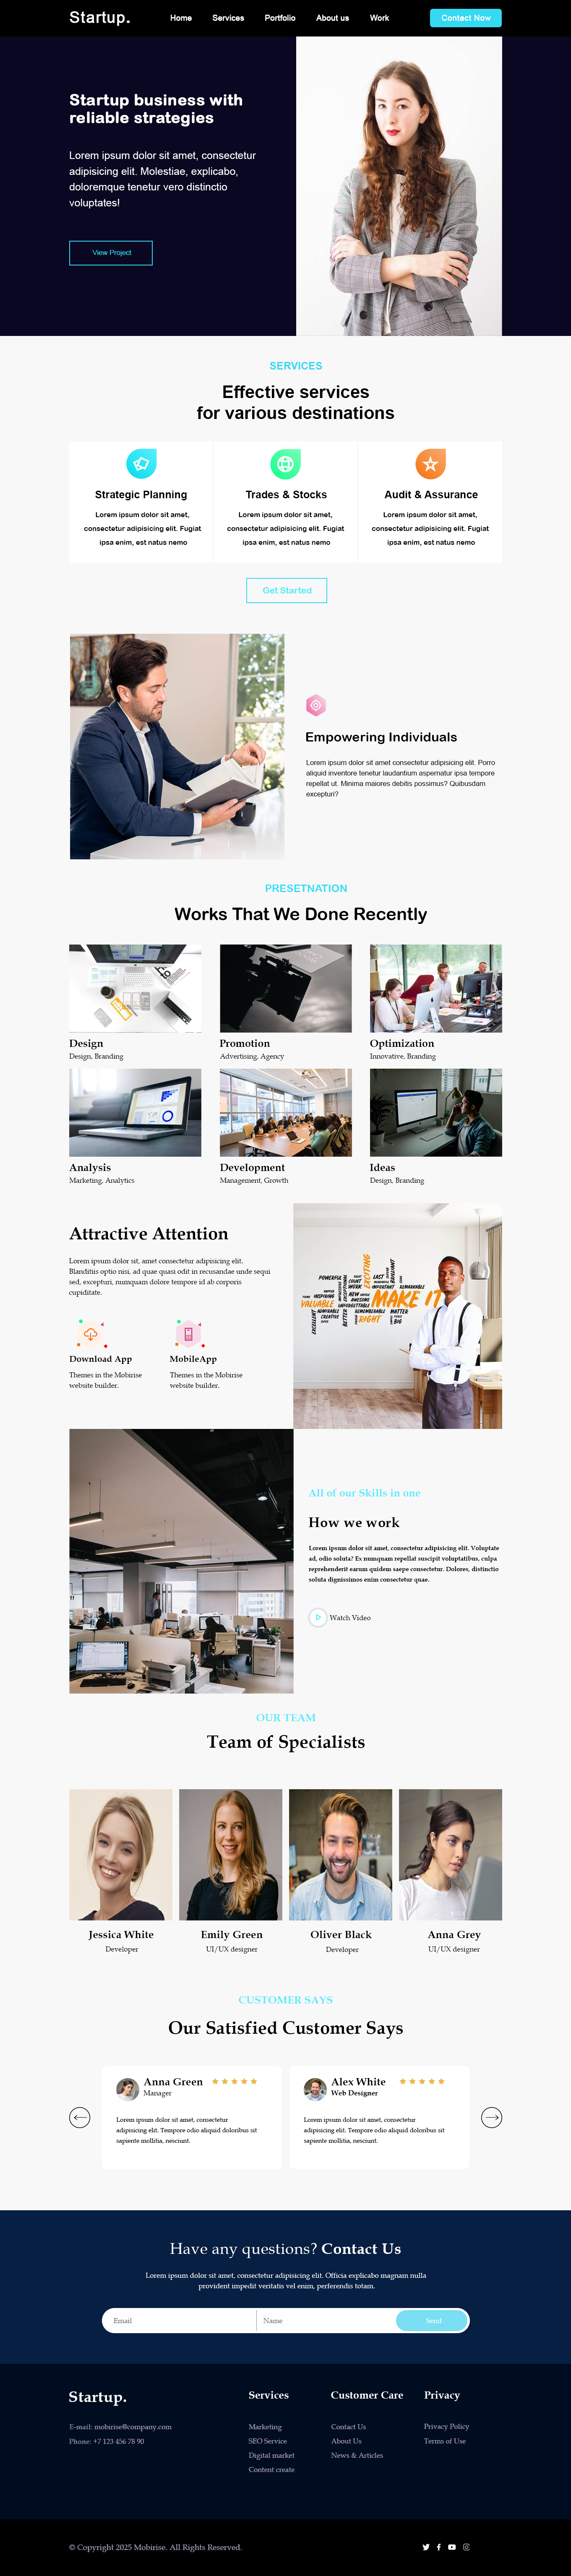 Startup.
Home Services Portfolio About us Work
Contact Now
Startup business with
reliable strategies
Lorem ipsum dolor sit amet, consectetur
adipisicing elit. Molestiae, explicabo,
doloremque tenetur vero distinctio
voluptates!
View Project
SERVICES
Effective services
for various destinations
Strategic Planning
Lorem ipsum dolor sit amet,
consectetur adipisicing elit. Fugiat
ipsa enim, est natus nemo
Trades & Stocks
Lorem ipsum dolor sit amet,
consectetur adipisicing elit. Fugiat
ipsa enim, est natus nemo
Audit & Assurance
Lorem ipsum dolor sit amet,
consectetur adipisicing elit. Fugiat
ipsa enim, est natus nemo
Get Started
Empowering Individuals
Lorem ipsum dolor sit amet consectetur adipisicing elit. Porro
aliquid inventore tenetur laudantium aspernatur ipsa tempore
repellat ut. Minima maiores debitis possimus? Quibusdam
excepturi?
PRESETNATION
Works That We Done Recently
Design
Design, Branding
Promotion
Advertising, Agency
Optimization
Innovative, Branding
Analysis
Marketing, Analytics
Development
Management, Growth
Ideas
Design, Branding
Attractive Attention
Lorem ipsum dolor sit, amet consectetur adipisicing elit.
Blanditiis optio nisi, ad quae quasi odit in recusandae unde sequi
sed, excepturi, numquam dolore tempore id ab corporis
cupiditate.
Download App
Themes in the Mobirise
website builder.
MobileApp
Themes in the Mobirise
website builder.
POWERFUL
EXCITING
IMPORTANT REMARKABLE
VALUABLE
MAKE IT
UNFORGETTABLE
REMEMBERABLE
RIGHT
All of our Skills in one
How we work
Lorem ipsum dolor sit amet, consectetur adipisicing elit. Voluptate
ad, odio soluta? Ex numquam repellat suscipit voluptatibus, culpa
reprehenderit earum quidem saepe consectetur. Dolores, distinctio
soluta dignissimos enim consectetur quae.
Watch Video
OUR TEAM
Team of Specialists
Jessica White
Developer
Emily Green
UI/UX designer
Oliver Black
Developer
Anna Grey
UI/UX designer
CUSTOMER SAYS
Our Satisfied Customer Says
Anna Green
Manager
Lorem ipsum dolor sit amet, consectetur
adipisicing elit. Tempore odio aliquid doloribus sit
sapiente mollitia, nesciunt.
Alex White
Web Designer
Lorem ipsum dolor sit amet, consectetur
adipisicing elit. Tempore odio aliquid doloribus sit
sapiente mollitia, nesciunt.
Have any questions? Contact Us
Lorem ipsum dolor sit amet, consectetur adipisicing elit. Officia explicabo magnam nulla
provident impedit veritatis vel enim, perferendis totam.
Email
Name
Send
Startup.
E-mail: mobirise@company.com
Phone: +7 123 456 78 90
Services
Marketing
SEO Service
Digital market
Content create
Customer Care
Contact Us
About Us
News & Articles
Privacy
Privacy Policy
Terms of Use
© Copyright 2025 Mobirise. All Rights Reserved.